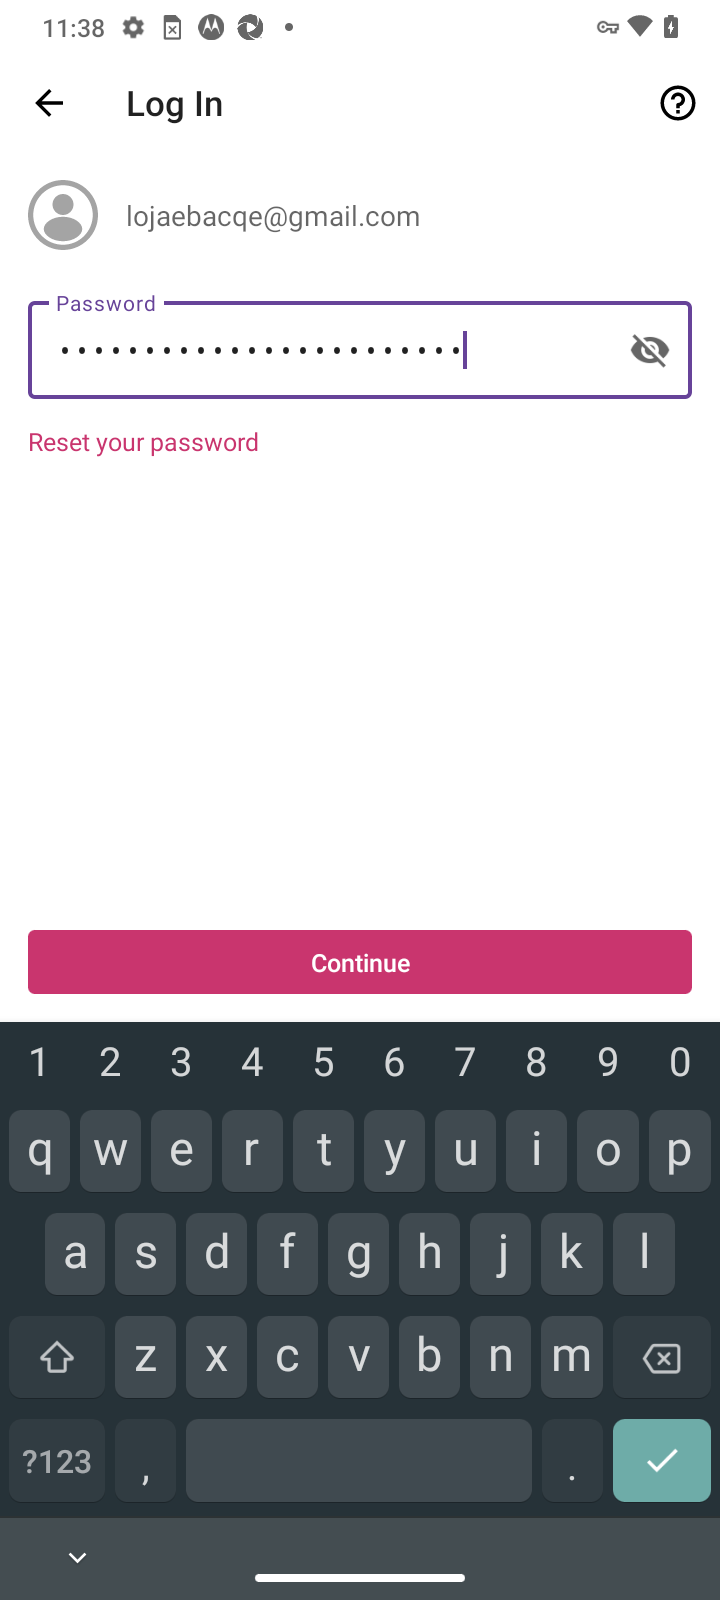 11:38
Log In
lojaebacqe@gmail.com
Password
••••••••••••••••••••••••
Reset your password
Continue
1 2 3 4 5 6 7 8 9 0
q w e r t y u i o p
a s d f g h j k l
z x c v b n m
?123 , .